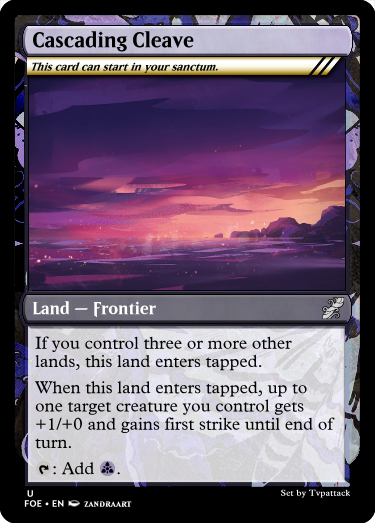 Cascading Cleave
This card can start in your sanctum.
Land — Frontier
If you control three or more other
lands, this land enters tapped.
When this land enters tapped, up to
one target creature you control gets
+1/+0 and gains first strike until end of
turn.
: Add .
U
FOE • EN ZANDRAART
Set by Tvpattack